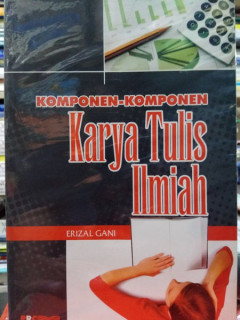 KOMPONEN-KOMPONEN
Karya Tulis
Ilmiah
ERIZAL GANI